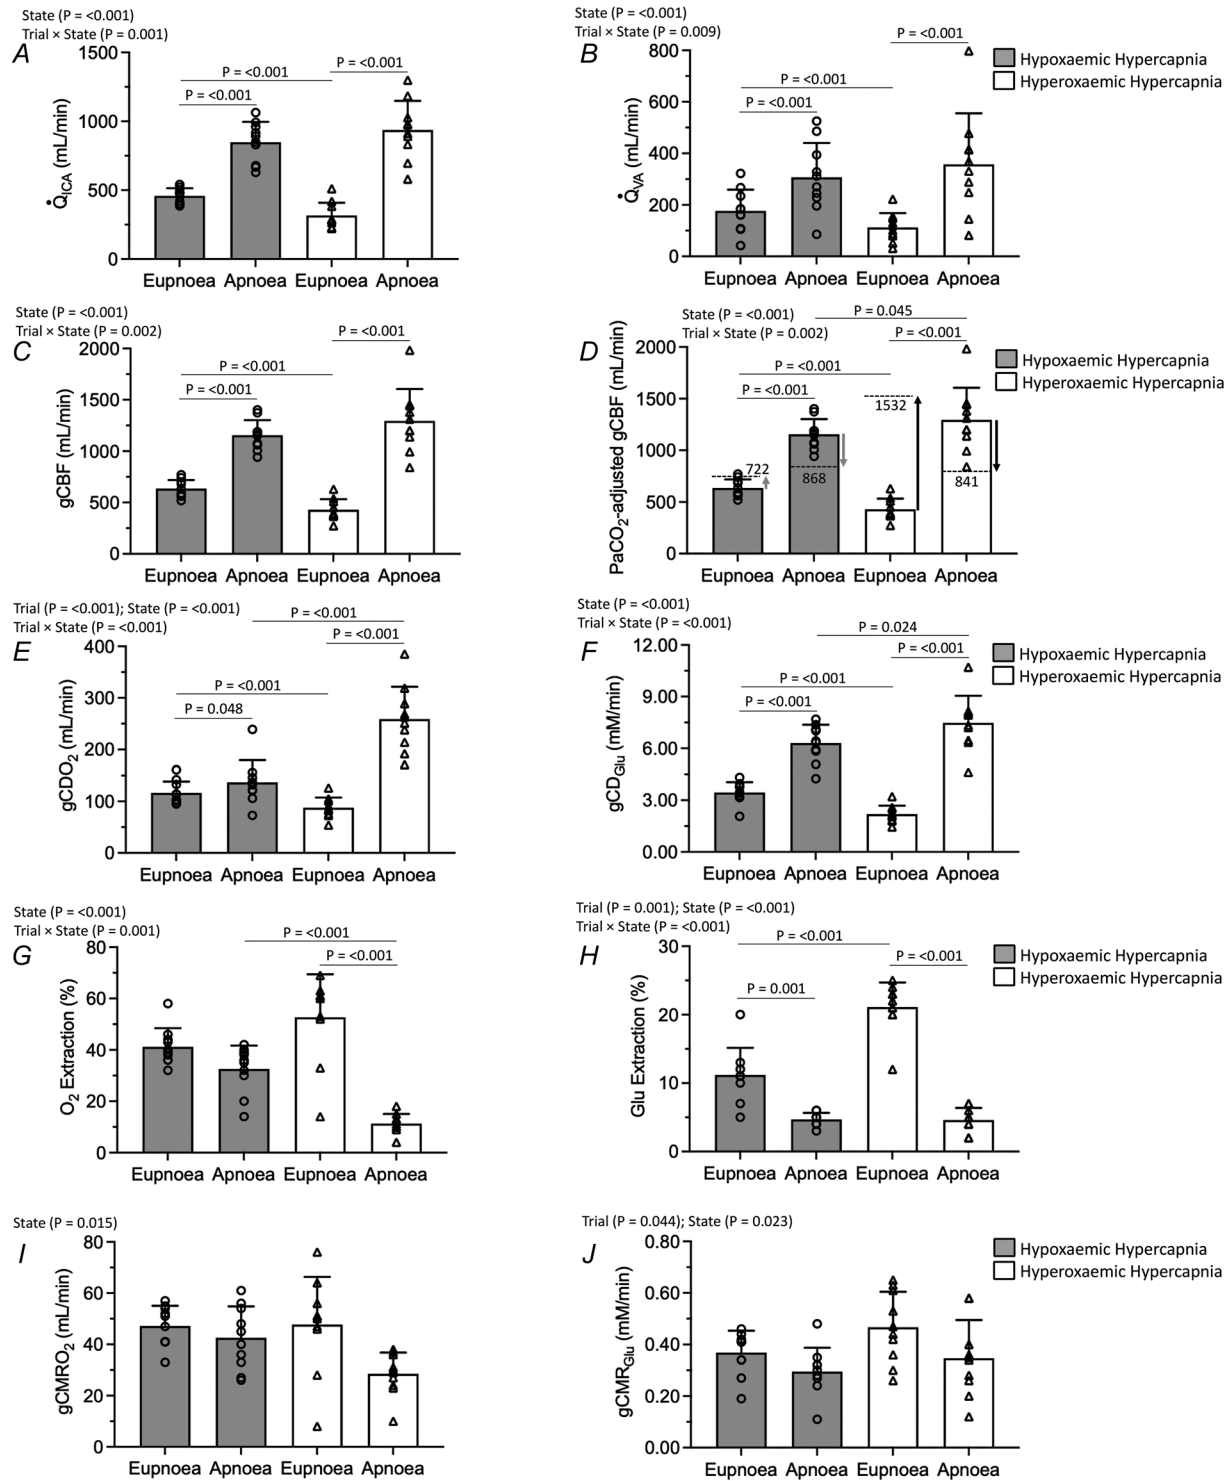 State (P = <0.001)
Trial × State (P = 0.001)
A
1500
1000
500
0
Q̇ICA (mL/min)
P = <0.001
P = <0.001
P = <0.001
Eupnoea Apnoea Eupnoea Apnoea
State (P = <0.001)
Trial × State (P = 0.009)
B
800
600
400
200
0
Q̇VA (mL/min)
P = <0.001
P = <0.001
P = <0.001
Eupnoea Apnoea Eupnoea Apnoea
Hypoxaemic Hypercapnia
Hyperoxaemic Hypercapnia
State (P = <0.001)
Trial × State (P = 0.002)
C
2000
1500
1000
500
0
gCBF (mL/min)
P = <0.001
P = <0.001
P = <0.001
Eupnoea Apnoea Eupnoea Apnoea
State (P = <0.001)
Trial × State (P = 0.002)
D
2000
1500
1000
500
0
PaCO2-adjusted gCBF (mL/min)
P = 0.045
P = <0.001
P = <0.001
P = <0.001
722
868
1532
841
Eupnoea Apnoea Eupnoea Apnoea
Hypoxaemic Hypercapnia
Hyperoxaemic Hypercapnia
Trial (P = <0.001); State (P = <0.001)
Trial × State (P = <0.001)
E
400
300
200
100
0
gCDO2 (mL/min)
P = <0.001
P = <0.001
P = <0.001
P = 0.048
Eupnoea Apnoea Eupnoea Apnoea
State (P = <0.001)
Trial × State (P = <0.001)
F
12.00
9.00
6.00
3.00
0.00
gCDGlu (mM/min)
P = 0.024
P = <0.001
P = <0.001
P = <0.001
Eupnoea Apnoea Eupnoea Apnoea
Hypoxaemic Hypercapnia
Hyperoxaemic Hypercapnia
State (P = <0.001)
Trial × State (P = 0.001)
G
80
60
40
20
0
O2 Extraction (%)
P = <0.001
P = <0.001
Eupnoea Apnoea Eupnoea Apnoea
Trial (P = 0.001); State (P = <0.001)
Trial × State (P = <0.001)
H
30
20
10
0
Glu Extraction (%)
P = <0.001
P = <0.001
P = 0.001
Eupnoea Apnoea Eupnoea Apnoea
Hypoxaemic Hypercapnia
Hyperoxaemic Hypercapnia
State (P = 0.015)
I
80
60
40
20
0
gCMRO2 (mL/min)
Eupnoea Apnoea Eupnoea Apnoea
Trial (P = 0.044); State (P = 0.023)
J
0.80
0.60
0.40
0.20
0.00
gCMRGlu (mM/min)
Eupnoea Apnoea Eupnoea Apnoea
Hypoxaemic Hypercapnia
Hyperoxaemic Hypercapnia